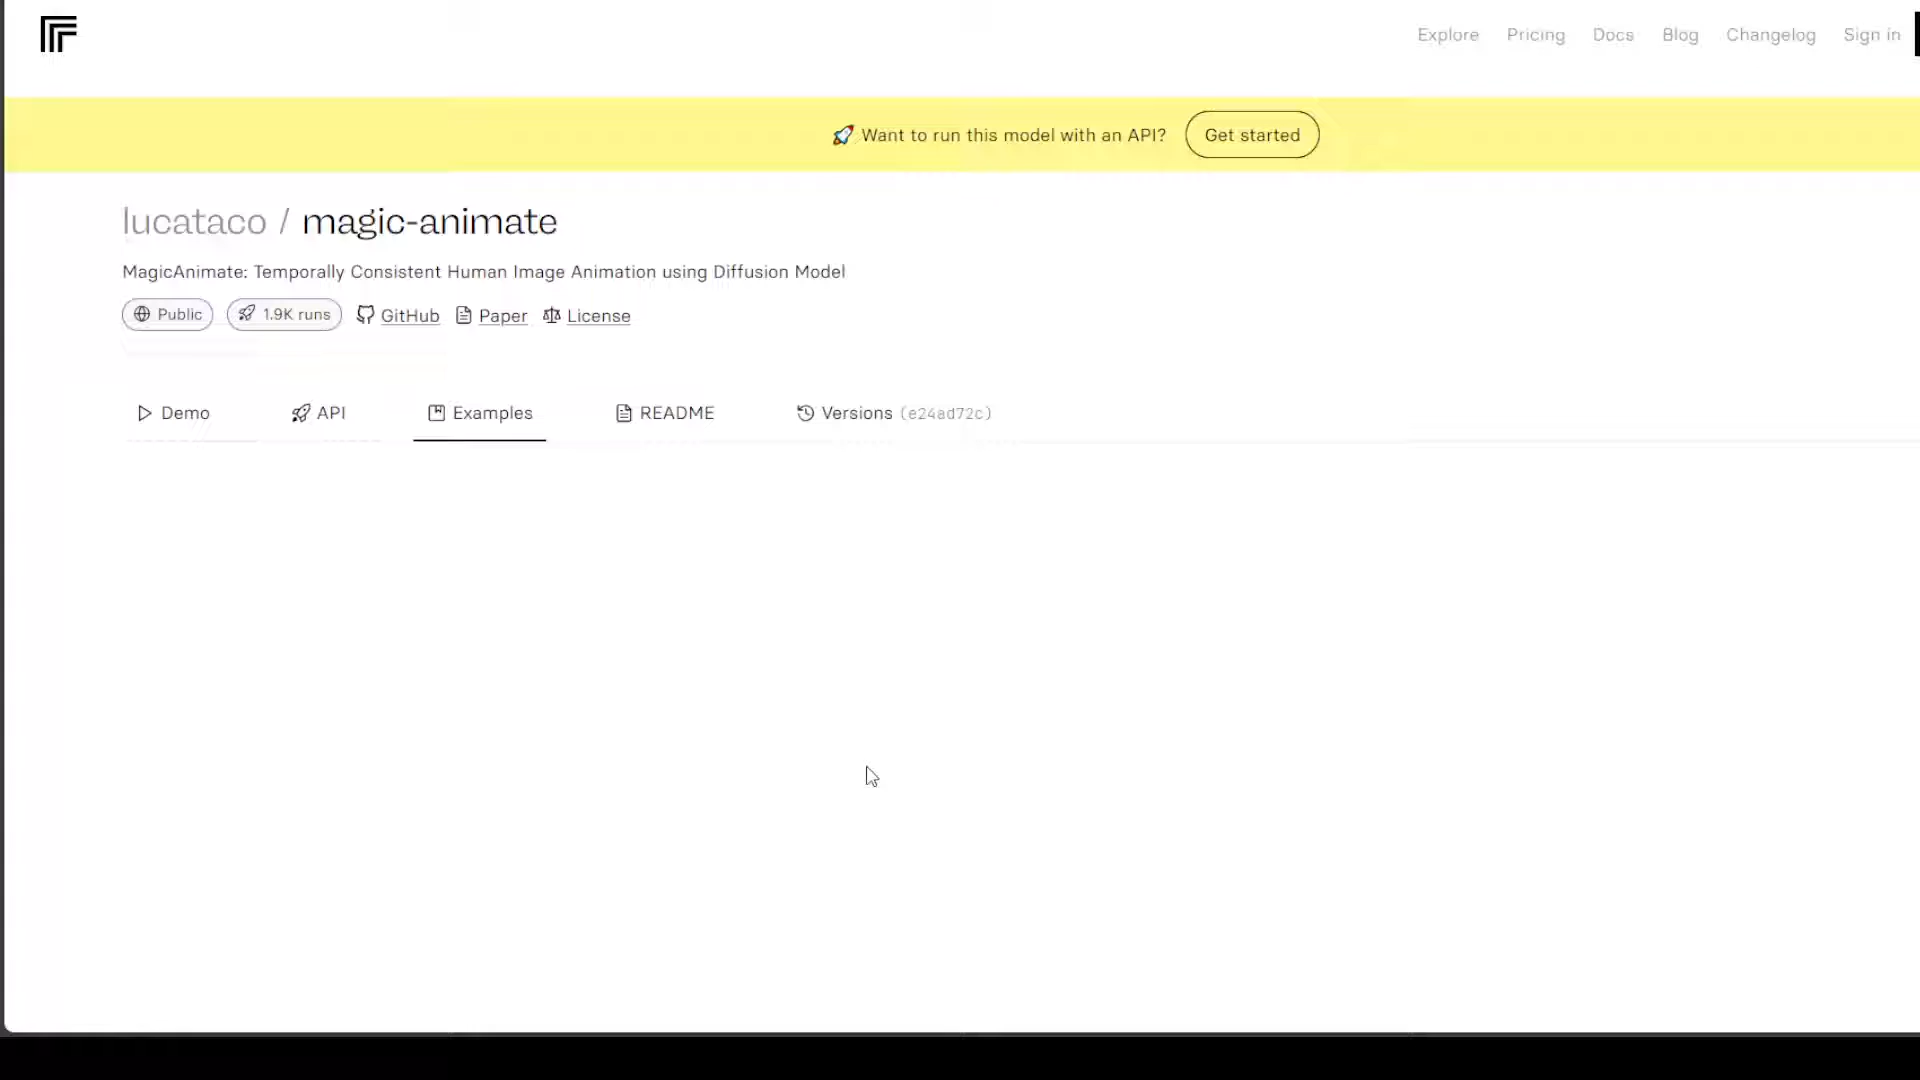 Explore Pricing Docs Blog Changelog Sign in
🚀 Want to run this model with an API? Get started
lucataco / magic-animate
MagicAnimate: Temporally Consistent Human Image Animation using Diffusion Model
Public 1.9K runs GitHub Paper License
Demo API Examples README Versions (e24ad72c)